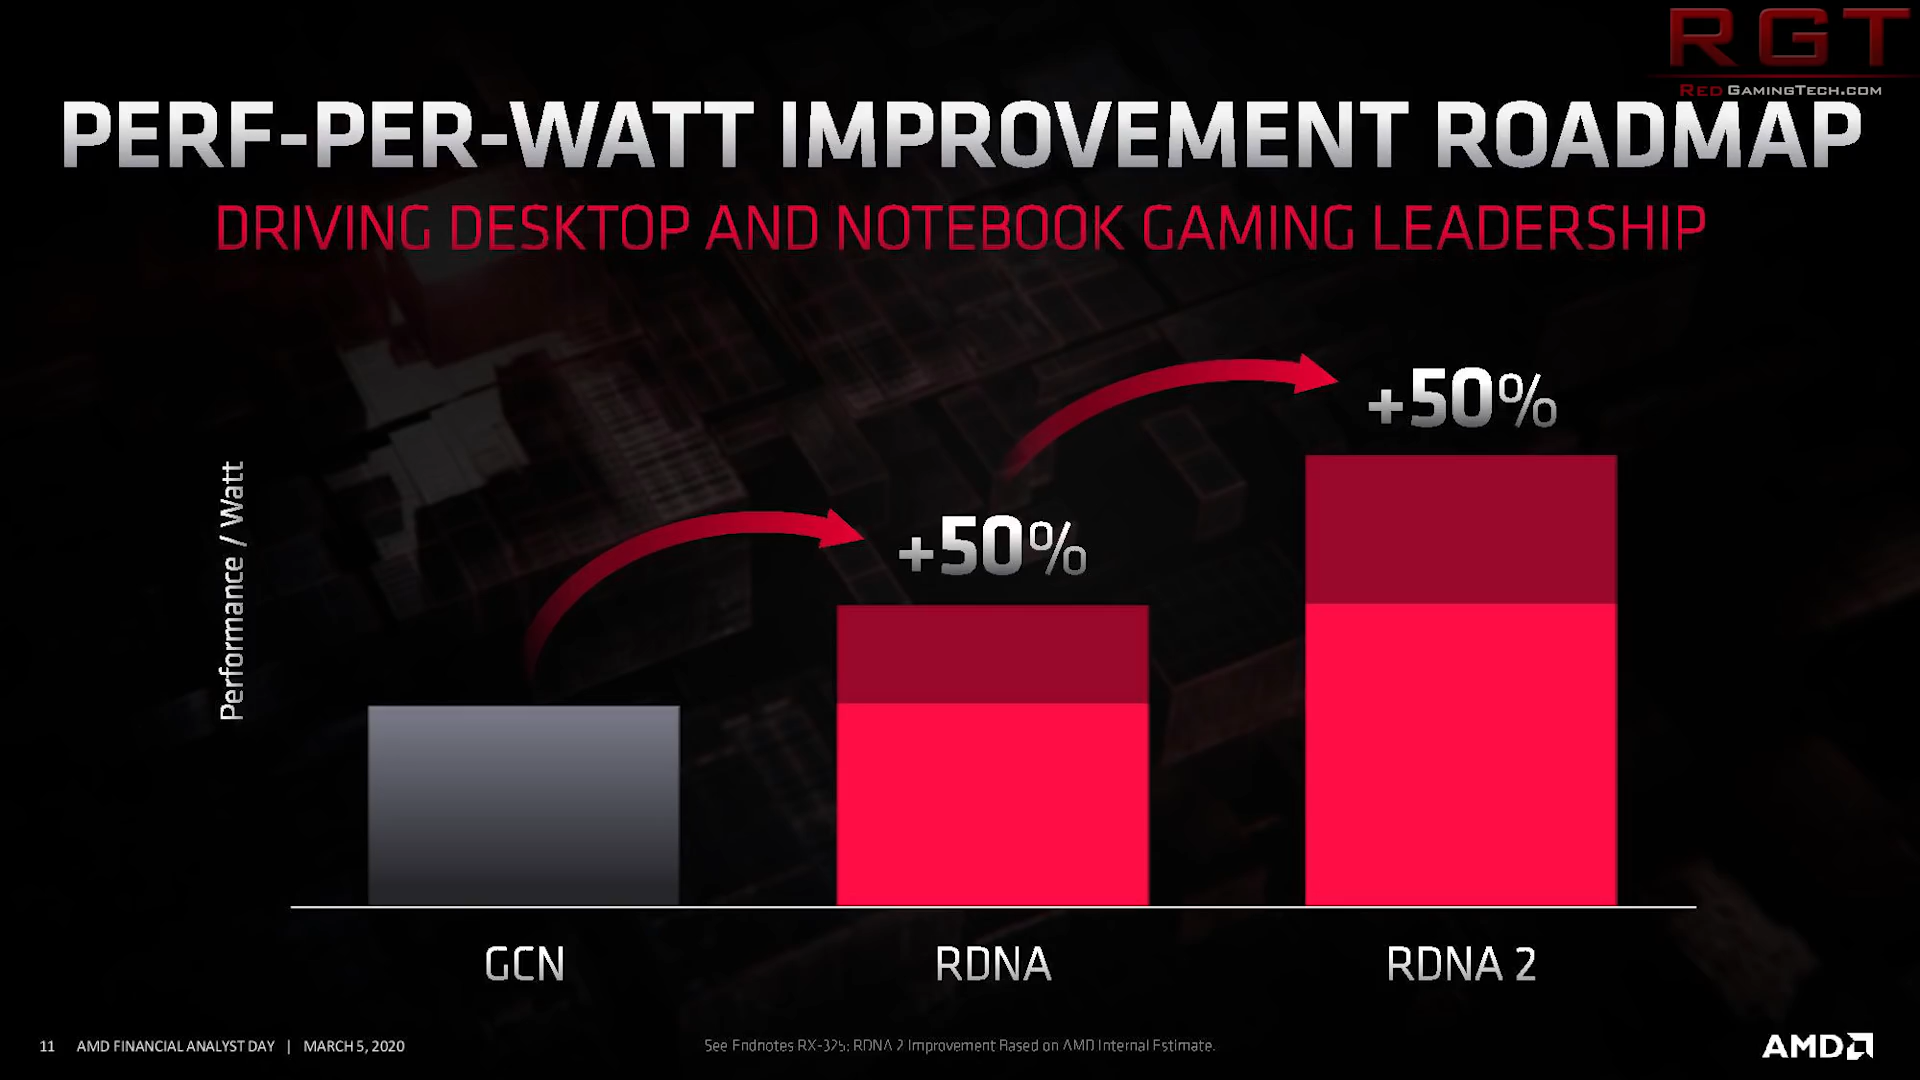 RGT
RED GAMINGTECH.COM
PERF-PER-WATT IMPROVEMENT ROADMAP
DRIVING DESKTOP AND NOTEBOOK GAMING LEADERSHIP
+50%
+50%
Performance / Watt
GCN
RDNA
RDNA 2
11 AMD FINANCIAL ANALYST DAY | MARCH 5, 2020
See Endnotes RX-325; RDNA 2 Improvement Based on AMD Internal Estimate.
AMD